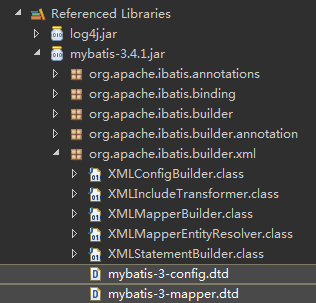 Referenced Libraries
log4j.jar
mybatis-3.4.1.jar
org.apache.ibatis.annotations
org.apache.ibatis.binding
org.apache.ibatis.builder
org.apache.ibatis.builder.annotation
org.apache.ibatis.builder.xml
XMLConfigBuilder.class
XMLIncludeTransformer.class
XMLMapperBuilder.class
XMLMapperEntityResolver.class
XMLStatementBuilder.class
mybatis-3-config.dtd
mybatis-3-mapper.dtd